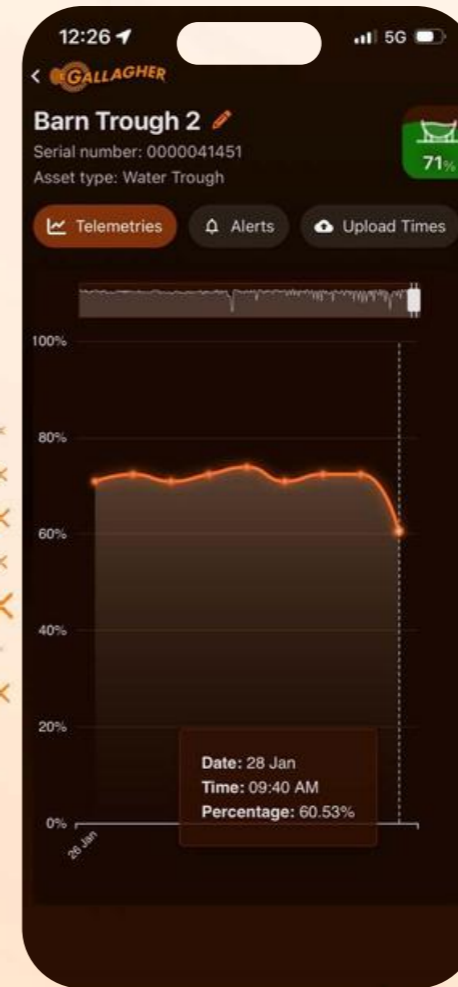 12:26
5G
GALLAGHER
Barn Trough 2
Serial number: 0000041451
Asset type: Water Trough
71%
Telemetries
Alerts
Upload Times
100%
80%
60%
40%
20%
0%
26 Jan
Date: 28 Jan
Time: 09:40 AM
Percentage: 60.53%